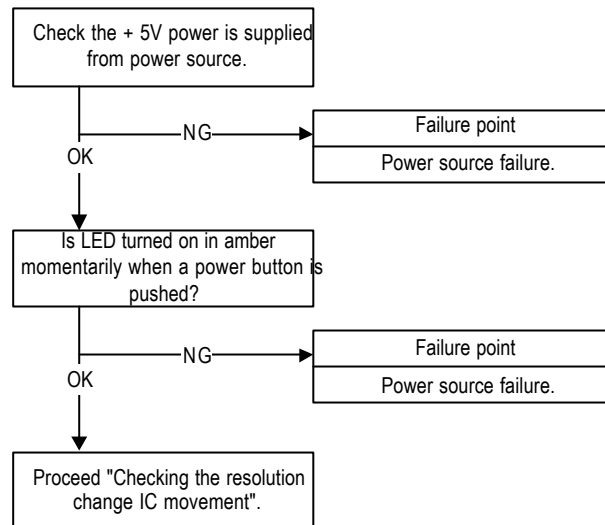 Check the + 5V power is supplied
from power source.
NG
Failure point
Power source failure.
OK
Is LED turned on in amber
momentarily when a power button is
pushed?
NG
Failure point
Power source failure.
OK
Proceed "Checking the resolution
change IC movement".